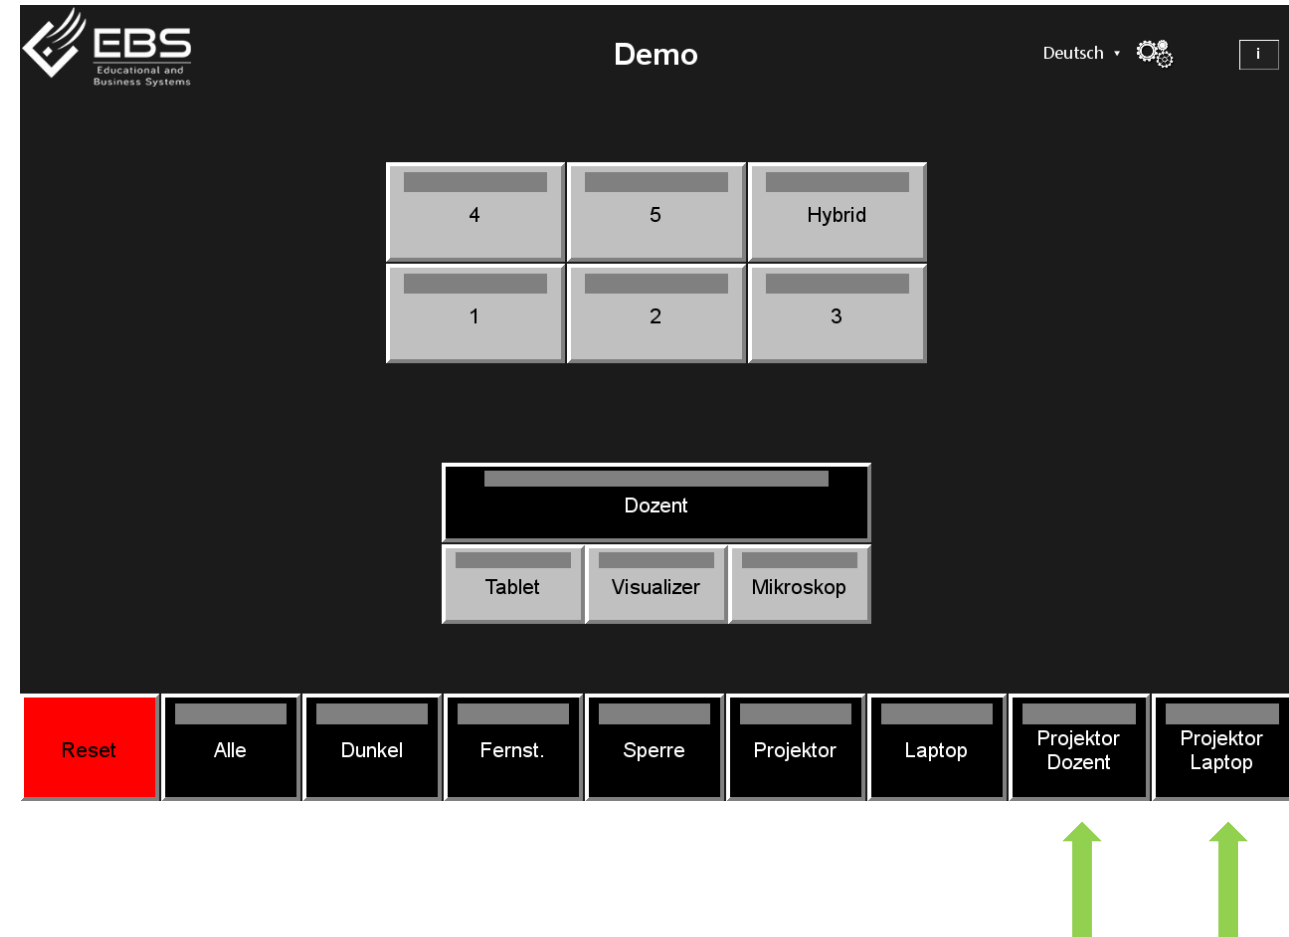 EBS
Educational and
Business Systems
Demo
Deutsch
i
4
5
Hybrid
1
2
3
Dozent
Tablet
Visualizer
Mikroskop
Reset
Alle
Dunkel
Fernst.
Sperre
Projektor
Laptop
Projektor
Dozent
Projektor
Laptop